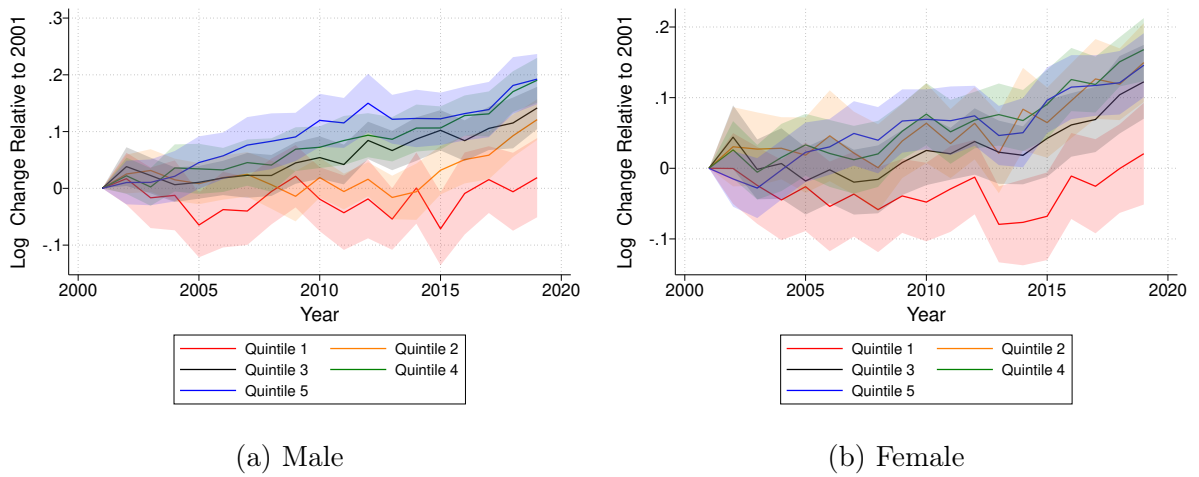 Log Change Relative to 2001
.3
.2
.1
0
-.1
2000 2005 2010 2015 2020
Year
Quintile 1 Quintile 2
Quintile 3 Quintile 4
Quintile 5
(a) Male
Log Change Relative to 2001
.2
.1
0
-.1
2000 2005 2010 2015 2020
Year
Quintile 1 Quintile 2
Quintile 3 Quintile 4
Quintile 5
(b) Female